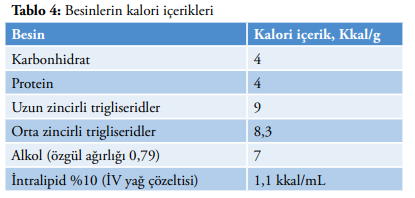 Tablo 4: Besinlerin kalori içerikleri
Besin Kalori içerik, Kkal/g
Karbonhidrat 4
Protein 4
Uzun zincirli trigliseridler 9
Orta zincirli trigliseridler 8,3
Alkol (özgül ağırlığı 0,79) 7
İntralipid %10 (İV yağ çözeltisi) 1,1 kkal/mL